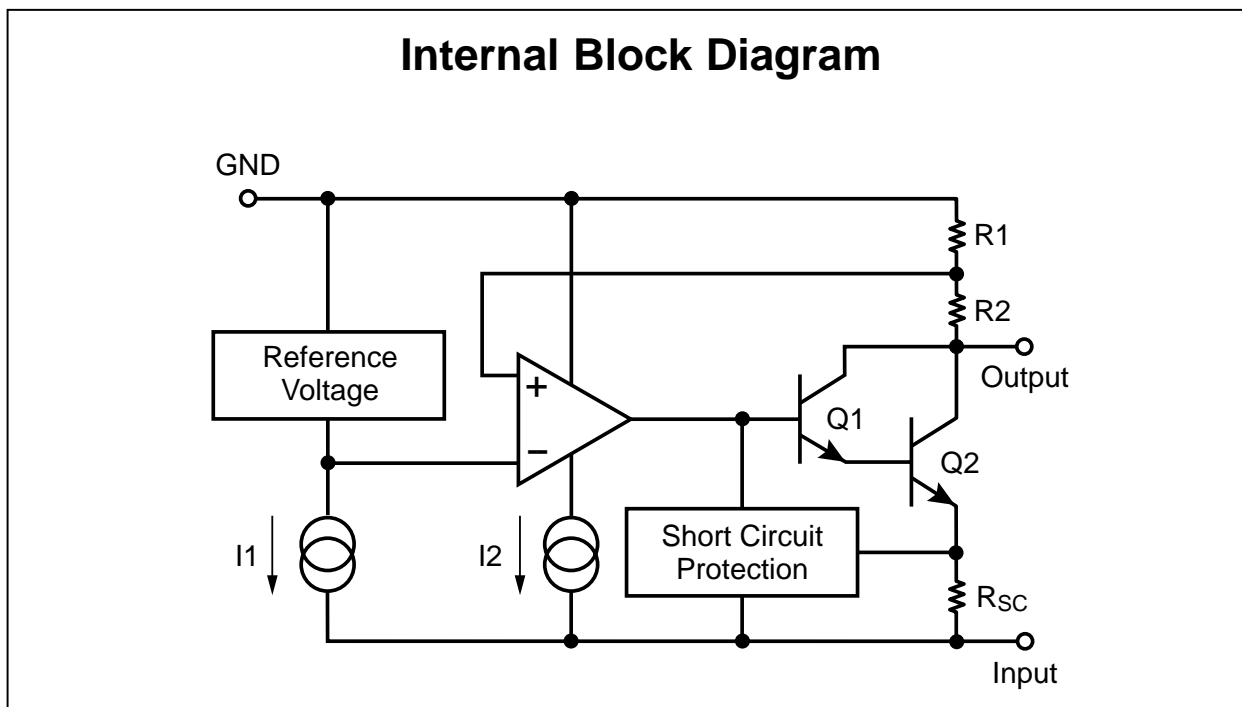 Internal Block Diagram
GND
R1
R2
Reference
Voltage
Output
+
−
Q1
Q2
I1
I2
Short Circuit
Protection
RSC
Input